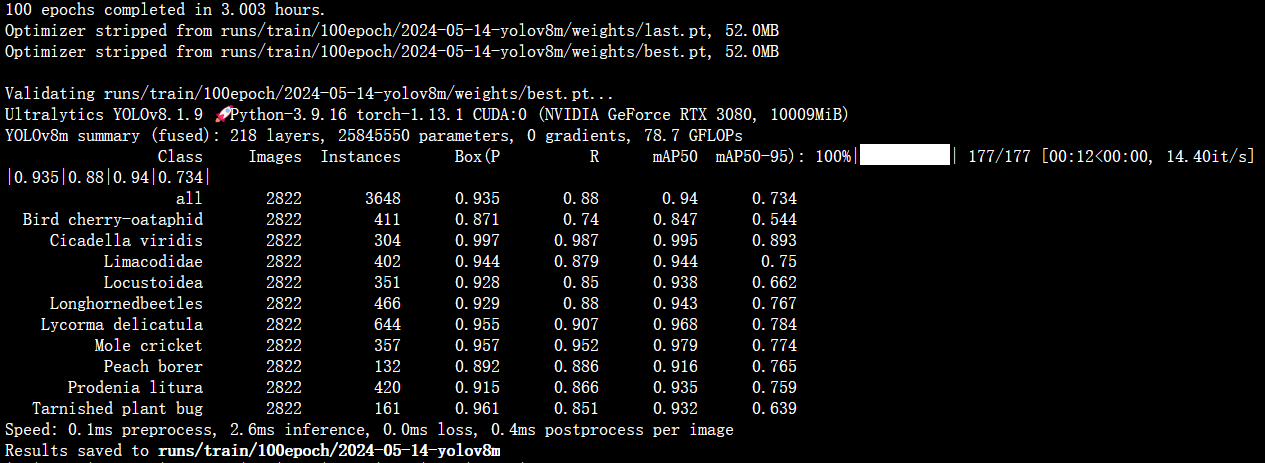 100 epochs completed in 3.003 hours.
Optimizer stripped from runs/train/100epoch/2024-05-14-yolov8m/weights/last.pt, 52.0MB
Optimizer stripped from runs/train/100epoch/2024-05-14-yolov8m/weights/best.pt, 52.0MB
Validating runs/train/100epoch/2024-05-14-yolov8m/weights/best.pt...
Ultralytics YOLOv8.1.9 🚀Python-3.9.16 torch-1.13.1 CUDA:0 (NVIDIA GeForce RTX 3080, 10009MiB)
YOLOv8m summary (fused): 218 layers, 25845550 parameters, 0 gradients, 78.7 GFLOPs
Class Images Instances Box(P R mAP50 mAP50-95): 100%|██████████| 177/177 [00:12<00:00, 14.40it/s]
|0.935|0.88|0.94|0.734|
all 2822 3648 0.935 0.88 0.94 0.734
Bird cherry-oataphid 2822 411 0.871 0.74 0.847 0.544
Cicadella viridis 2822 304 0.997 0.987 0.995 0.893
Limacodidae 2822 402 0.944 0.879 0.944 0.75
Locustoidea 2822 351 0.928 0.85 0.938 0.662
Longhornedbeetles 2822 466 0.929 0.88 0.943 0.767
Lycorma delicatula 2822 644 0.955 0.907 0.968 0.784
Mole cricket 2822 357 0.957 0.952 0.979 0.774
Peach borer 2822 132 0.892 0.886 0.916 0.765
Prodenia litura 2822 420 0.915 0.866 0.935 0.759
Tarnished plant bug 2822 161 0.961 0.851 0.932 0.639
Speed: 0.1ms preprocess, 2.6ms inference, 0.0ms loss, 0.4ms postprocess per image
Results saved to runs/train/100epoch/2024-05-14-yolov8m